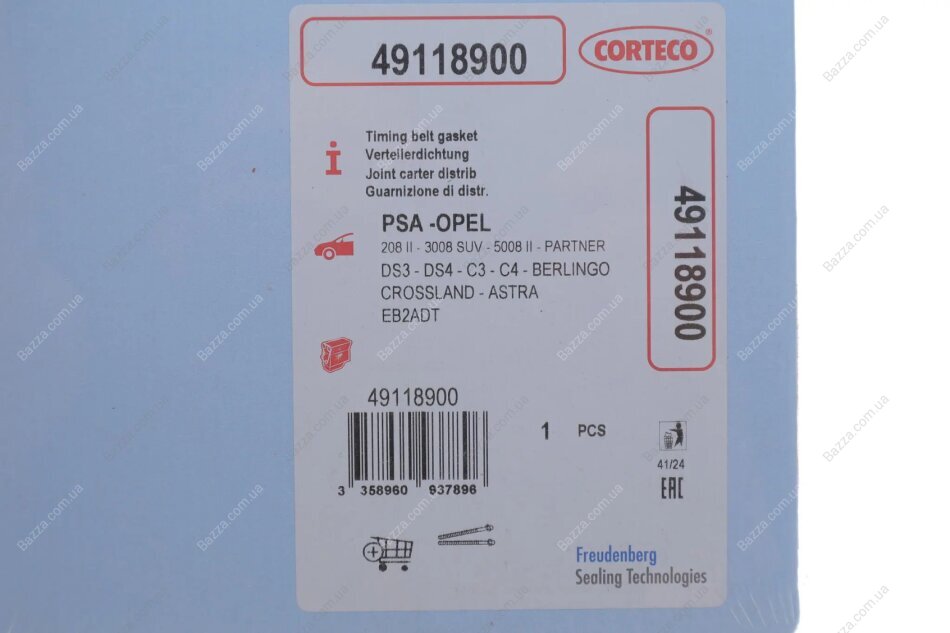 49118900
CORTECO®
Timing belt gasket
Verteilerdichtung
Joint carter distrib
Guarnizione di distr.
PSA -OPEL
208 II - 3008 SUV - 5008 II - PARTNER
DS3 - DS4 - C3 - C4 - BERLINGO
CROSSLAND - ASTRA
EB2ADT
49118900
49118900
3 358960 937896
1 PCS
41/24
EAC
Freudenberg
Sealing Technologies
Bazza.com.ua